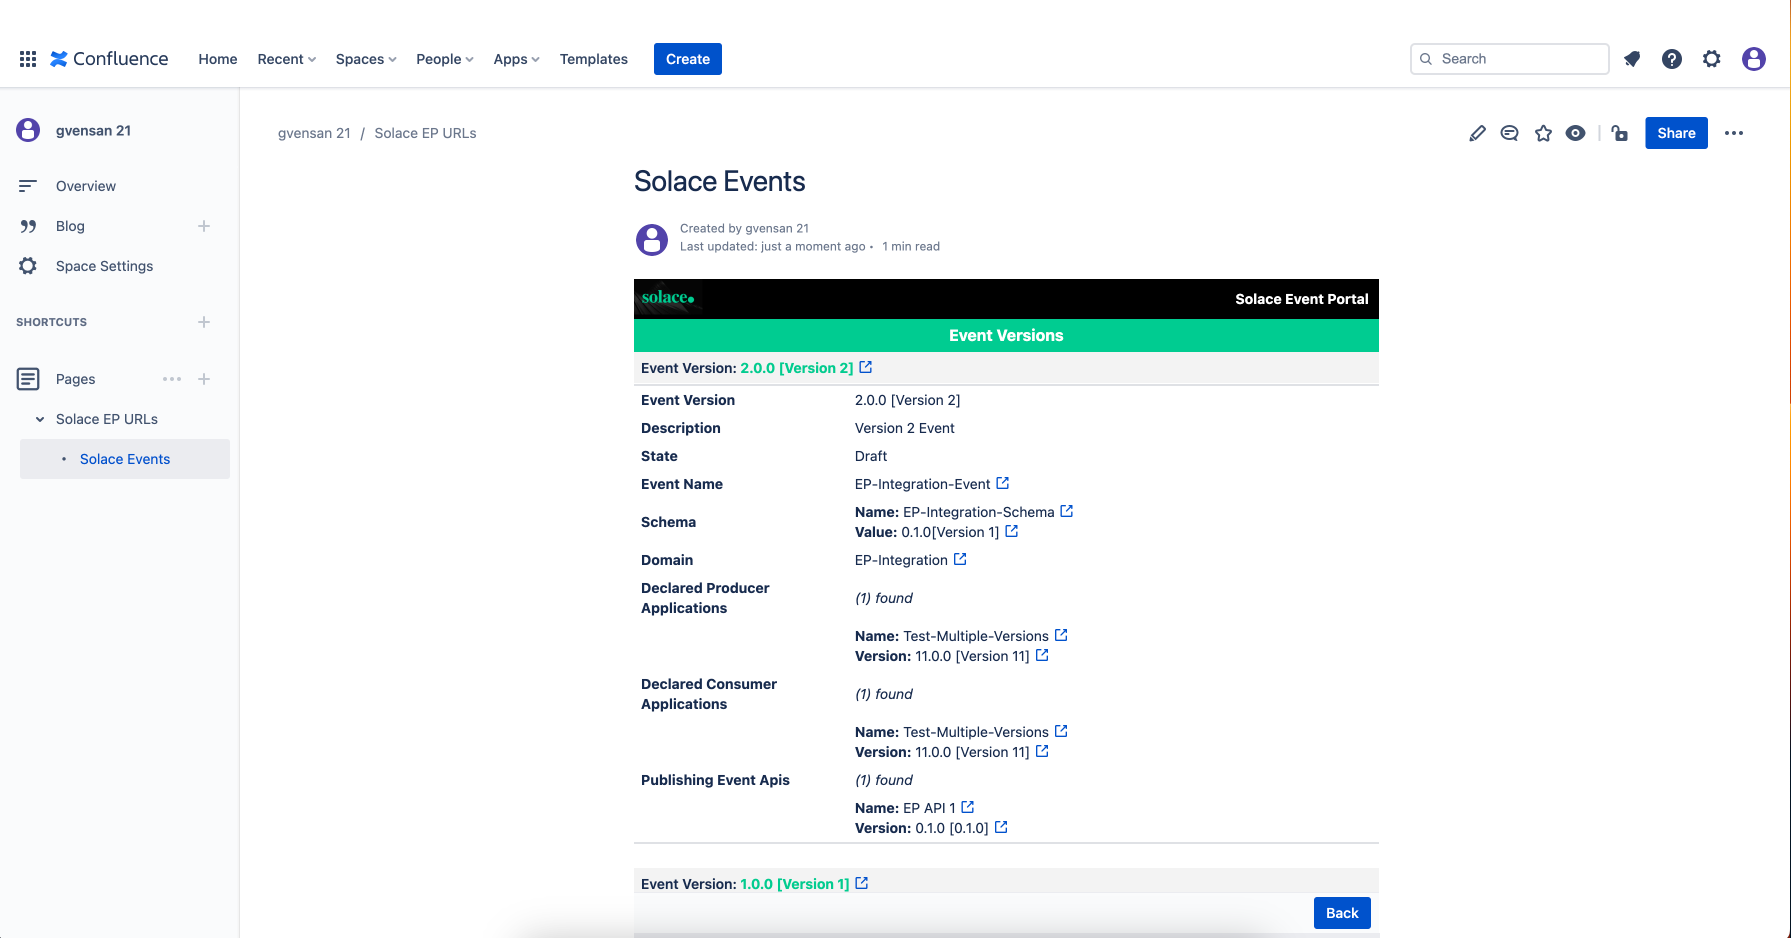 Confluence
Home Recent Spaces People Apps Templates Create
Search
gvensan 21
Overview
Blog
Space Settings
SHORTCUTS
Pages
Solace EP URLs
• Solace Events
gvensan 21 / Solace EP URLs
Share
Solace Events
Created by gvensan 21
Last updated: just a moment ago • 1 min read
solace.
Solace Event Portal
Event Versions
Event Version: 2.0.0 [Version 2]
Event Version 2.0.0 [Version 2]
Description Version 2 Event
State Draft
Event Name EP-Integration-Event
Schema
Name: EP-Integration-Schema
Value: 0.1.0[Version 1]
Domain EP-Integration
Declared Producer
Applications
(1) found
Name: Test-Multiple-Versions
Version: 11.0.0 [Version 11]
Declared Consumer
Applications
(1) found
Name: Test-Multiple-Versions
Version: 11.0.0 [Version 11]
Publishing Event Apis (1) found
Name: EP API 1
Version: 0.1.0 [0.1.0]
Event Version: 1.0.0 [Version 1]
Back